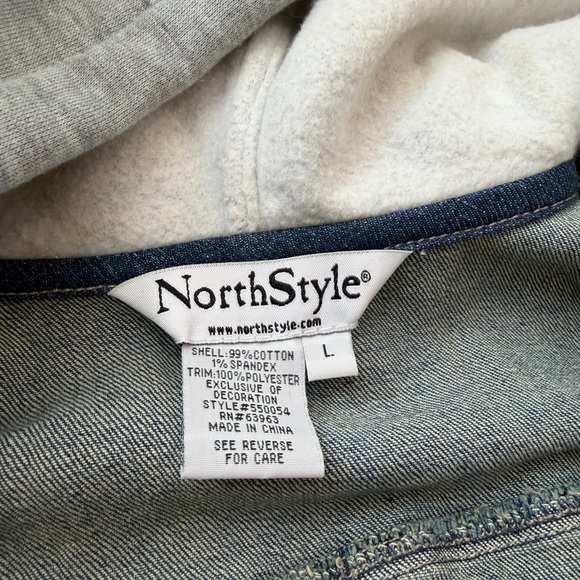 NorthStyle®
www.northstyle.com
L
SHELL:99%COTTON
1%SPANDEX
TRIM:100%POLYESTER
EXCLUSIVE OF
DECORATION
STYLE#550054
RN#63963
MADE IN CHINA
SEE REVERSE
FOR CARE